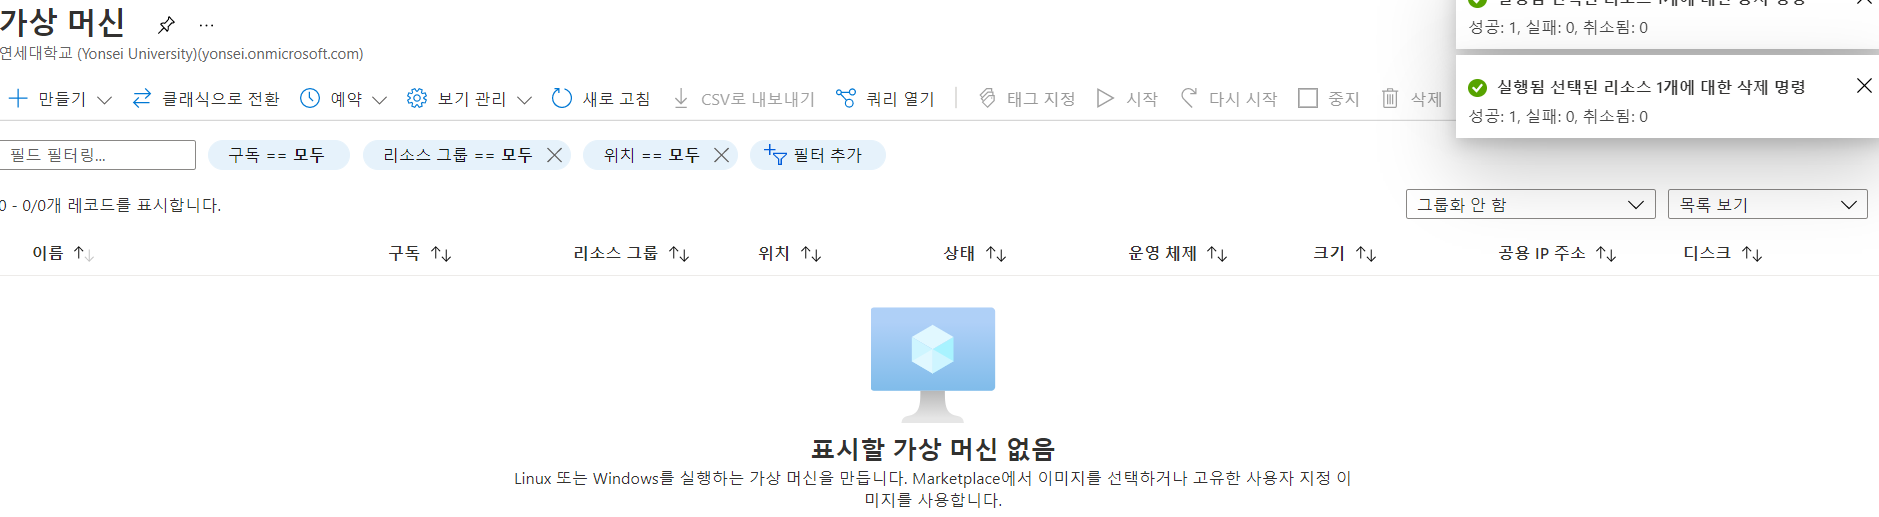 가상 머신
연세대학교 (Yonsei University)(yonsei.onmicrosoft.com)
성공: 1, 실패: 0, 취소됨: 0
실행됨 선택된 리소스 1개에 대한 삭제 명령
성공: 1, 실패: 0, 취소됨: 0
만들기 클래식으로 전환 예약 보기 관리 새로 고침 CSV로 내보내기 쿼리 열기 태그 지정 시작 다시 시작 중지 삭제
필드 필터링... 구독 == 모두 리소스 그룹 == 모두 위치 == 모두 필터 추가
0 - 0/0개 레코드를 표시합니다. 그룹화 안 함 목록 보기
이름 구독 리소스 그룹 위치 상태 운영 체제 크기 공용 IP 주소 디스크
표시할 가상 머신 없음
Linux 또는 Windows를 실행하는 가상 머신을 만듭니다. Marketplace에서 이미지를 선택하거나 고유한 사용자 지정 이
미지를 사용합니다.